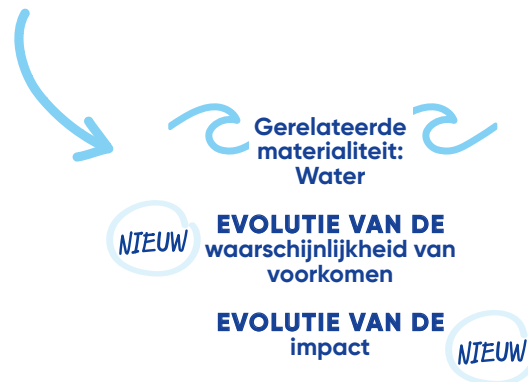 Gerelateerde
materialiteit:
Water
NIEUW
EVOLUTIE VAN DE
waarschijnlijkheid van
voorkomen
EVOLUTIE VAN DE
impact
NIEUW